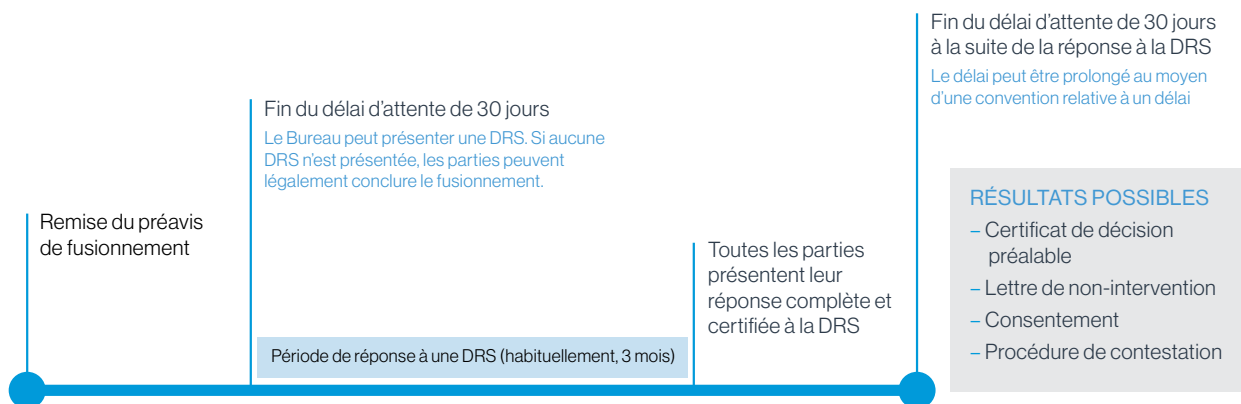 Remise du préavis
de fusionnement
Fin du délai d’attente de 30 jours
Le Bureau peut présenter une DRS. Si aucune
DRS n’est présentée, les parties peuvent
légalement conclure le fusionnement.
Période de réponse à une DRS (habituellement, 3 mois)
Toutes les parties
présentent leur
réponse complète et
certifiée à la DRS
Fin du délai d’attente de 30 jours
à la suite de la réponse à la DRS
Le délai peut être prolongé au moyen
d’une convention relative à un délai
RÉSULTATS POSSIBLES
– Certificat de décision
préalable
– Lettre de non-intervention
– Consentement
– Procédure de contestation